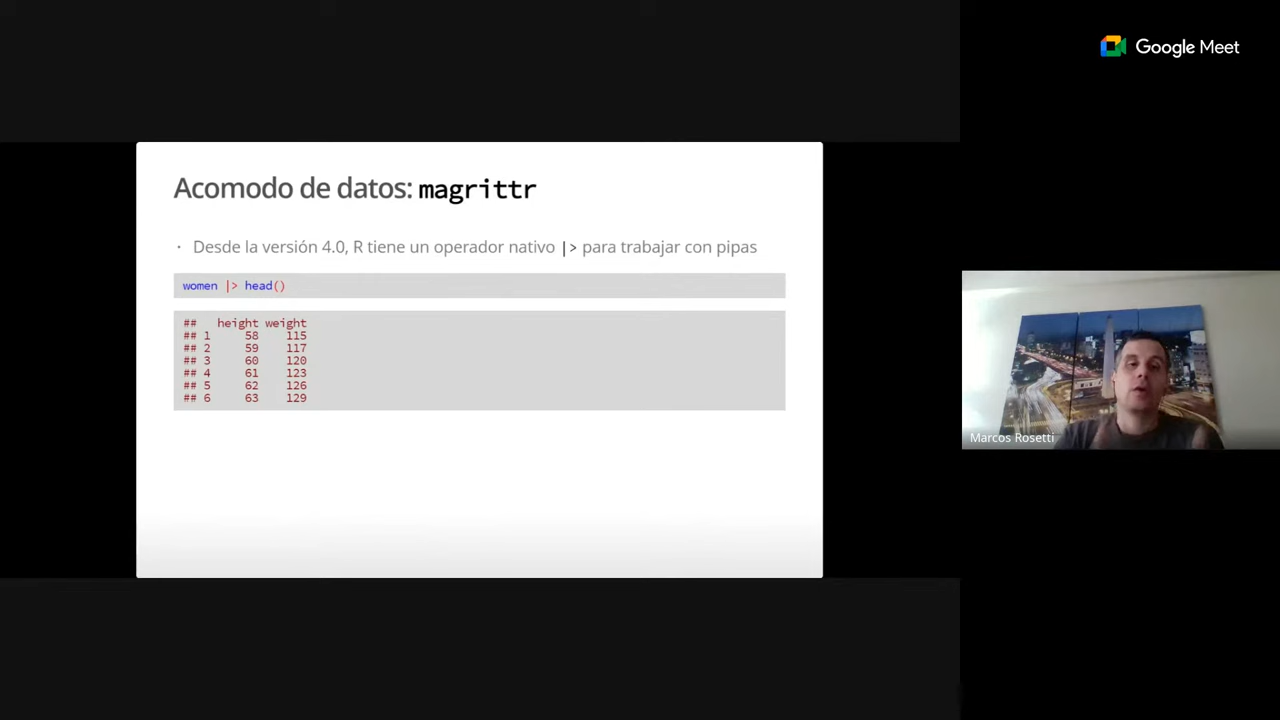 Google Meet
Acomodo de datos: magrittr
· Desde la versión 4.0, R tiene un operador nativo |> para trabajar con pipas
women |> head()
##   height weight
## 1     58    115
## 2     59    117
## 3     60    120
## 4     61    123
## 5     62    126
## 6     63    129
Marcos Rosetti